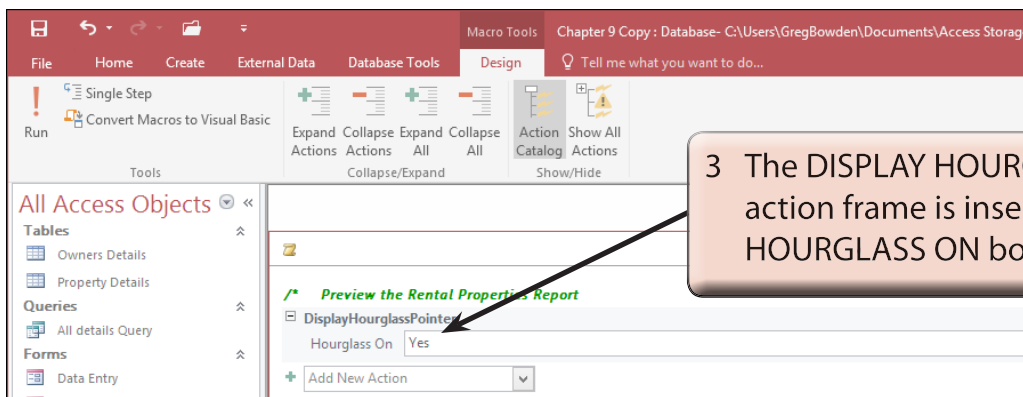 Macro Tools
Chapter 9 Copy : Database- C:\Users\GregBowden\Documents\Access Storag
File Home Create External Data Database Tools Design Tell me what you want to do...
Run
Single Step
Convert Macros to Visual Basic
Tools
Expand Actions
Collapse Actions
Expand All
Collapse All
Collapse/Expand
Action Catalog
Show All Actions
Show/Hide
3 The DISPLAY
action frame is
HOURGLASS ON
All Access Objects
Tables
Owners Details
Property Details
Queries
All details Query
Forms
Data Entry
/* Preview the Rental Properties Report
DisplayHourglassPointer
Hourglass On Yes
Add New Action